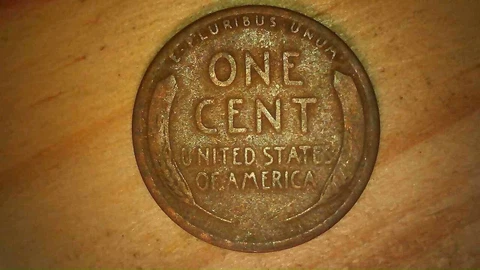 E·PLURIBUS·UNUM
ONE
CENT
UNITED STATES
OF AMERICA